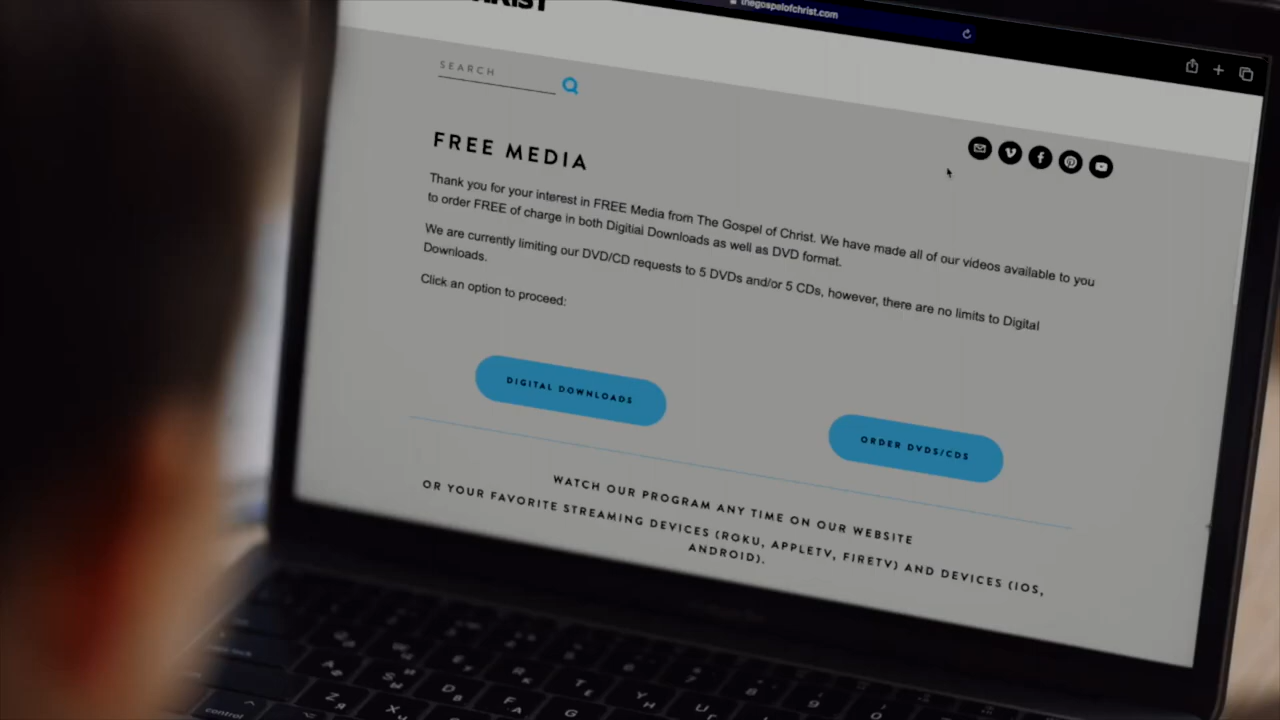 thegospelofchrist.com
SEARCH
FREE MEDIA
Thank you for your interest in FREE Media from The Gospel of Christ. We have made all of our videos available to you
to order FREE of charge in both Digitial Downloads as well as DVD format.
We are currently limiting our DVD/CD requests to 5 DVDs and/or 5 CDs, however, there are no limits to Digital
Downloads.
Click an option to proceed:
DIGITAL DOWNLOADS
ORDER DVDS/CDS
WATCH OUR PROGRAM ANY TIME ON OUR WEBSITE
OR YOUR FAVORITE STREAMING DEVICES (ROKU, APPLETV, FIRETV) AND DEVICES (IOS,
ANDROID).
control